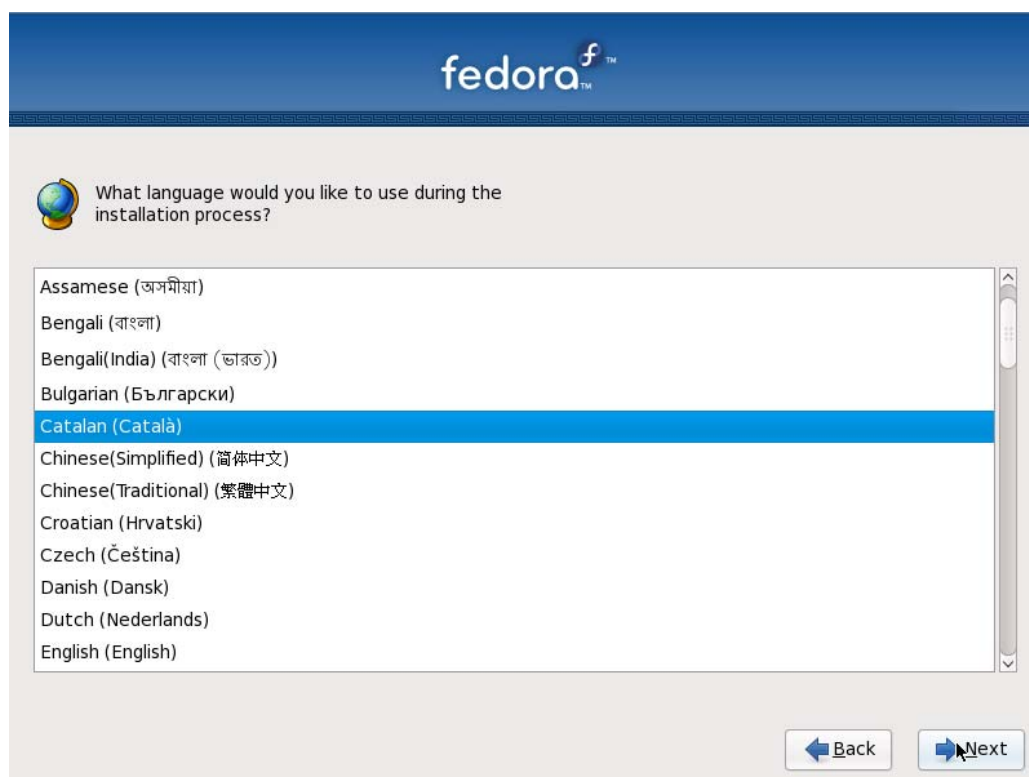 fedora™ f™
What language would you like to use during the
installation process?
Assamese (অসমীয়া)
Bengali (বাংলা)
Bengali(India) (বাংলা (ভারত))
Bulgarian (Български)
Catalan (Català)
Chinese(Simplified) (简体中文)
Chinese(Traditional) (繁體中文)
Croatian (Hrvatski)
Czech (Čeština)
Danish (Dansk)
Dutch (Nederlands)
English (English)
Back
Next